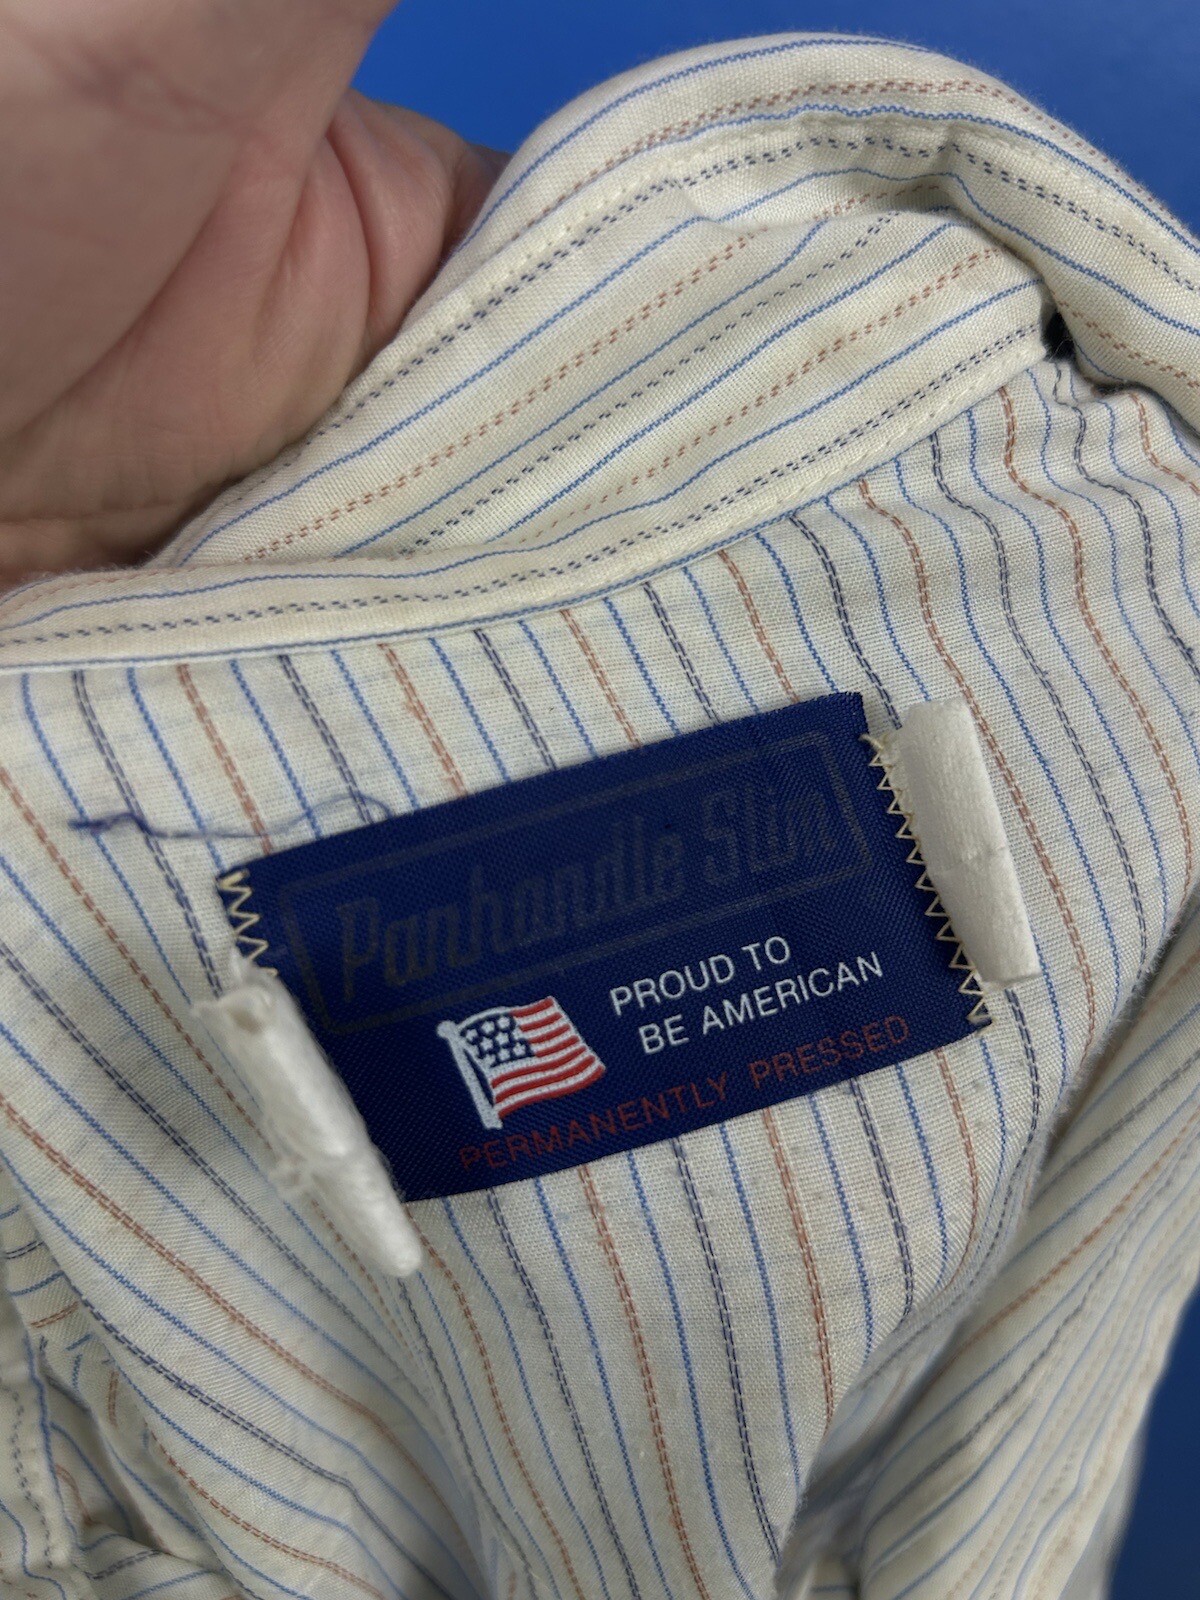 Panhandle Slim
PROUD TO
BE AMERICAN
PERMANENTLY PRESSED